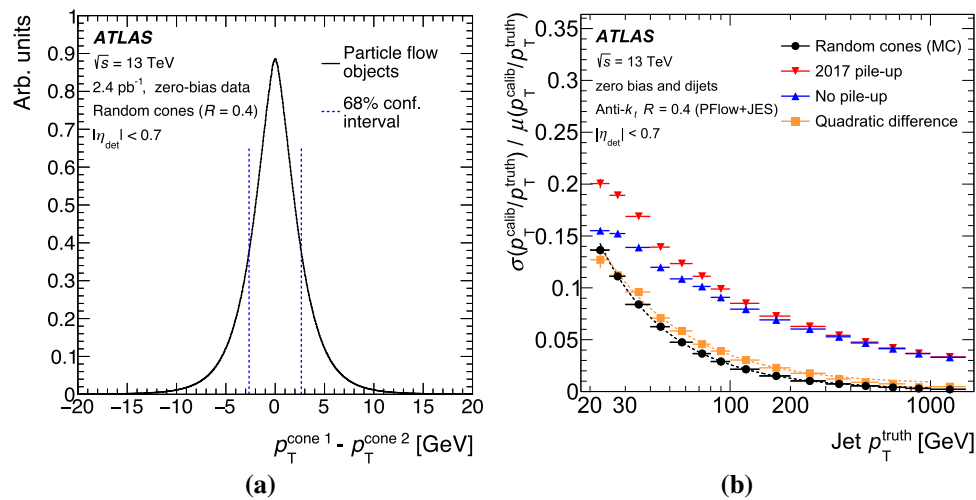 ATLAS
√s = 13 TeV
2.4 pb⁻¹, zero-bias data
Random cones (R = 0.4)
|η_det| < 0.7
Particle flow
objects
68% conf.
interval
Arb. units
1
0.9
0.8
0.7
0.6
0.5
0.4
0.3
0.2
0.1
0
−20 −15 −10 −5 0 5 10 15 20
p_T^cone 1 - p_T^cone 2 [GeV]
(a)
ATLAS
√s = 13 TeV
zero bias and dijets
Anti-k_t R = 0.4 (PFlow+JES)
|η_det| < 0.7
Random cones (MC)
2017 pile-up
No pile-up
Quadratic difference
σ(p_T^calib/p_T^truth) / μ(p_T^calib/p_T^truth)
0.35
0.3
0.25
0.2
0.15
0.1
0.05
0
20 30 100 200 1000
Jet p_T^truth [GeV]
(b)